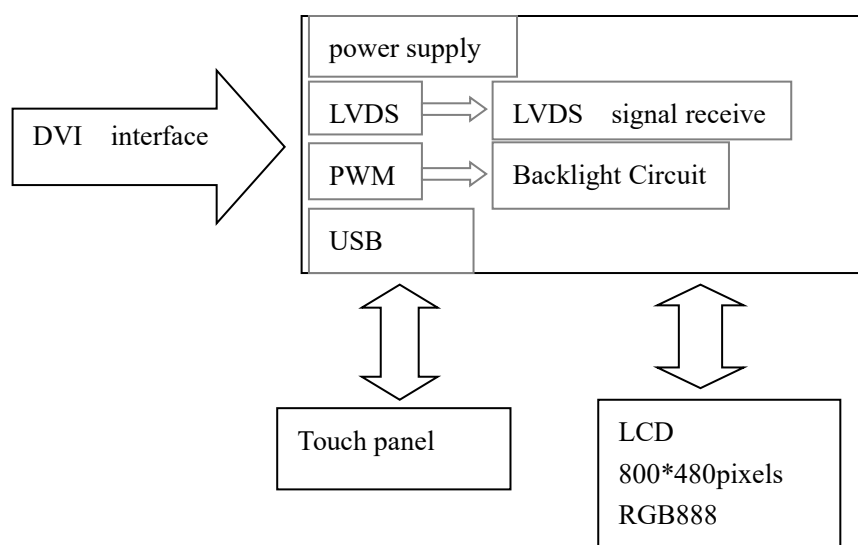 power supply
DVI interface
LVDS
LVDS signal receive
PWM
Backlight Circuit
USB
Touch panel
LCD
800*480pixels
RGB888